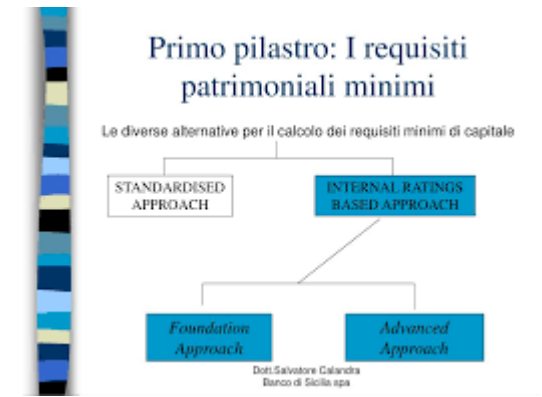 Primo pilastro: I requisiti
patrimoniali minimi
Le diverse alternative per il calcolo dei requisiti minimi di capitale
STANDARDISED
APPROACH
INTERNAL RATINGS
BASED APPROACH
Foundation
Approach
Advanced
Approach
Dott.Salvatore Calandra
Banco di Sicilia spa